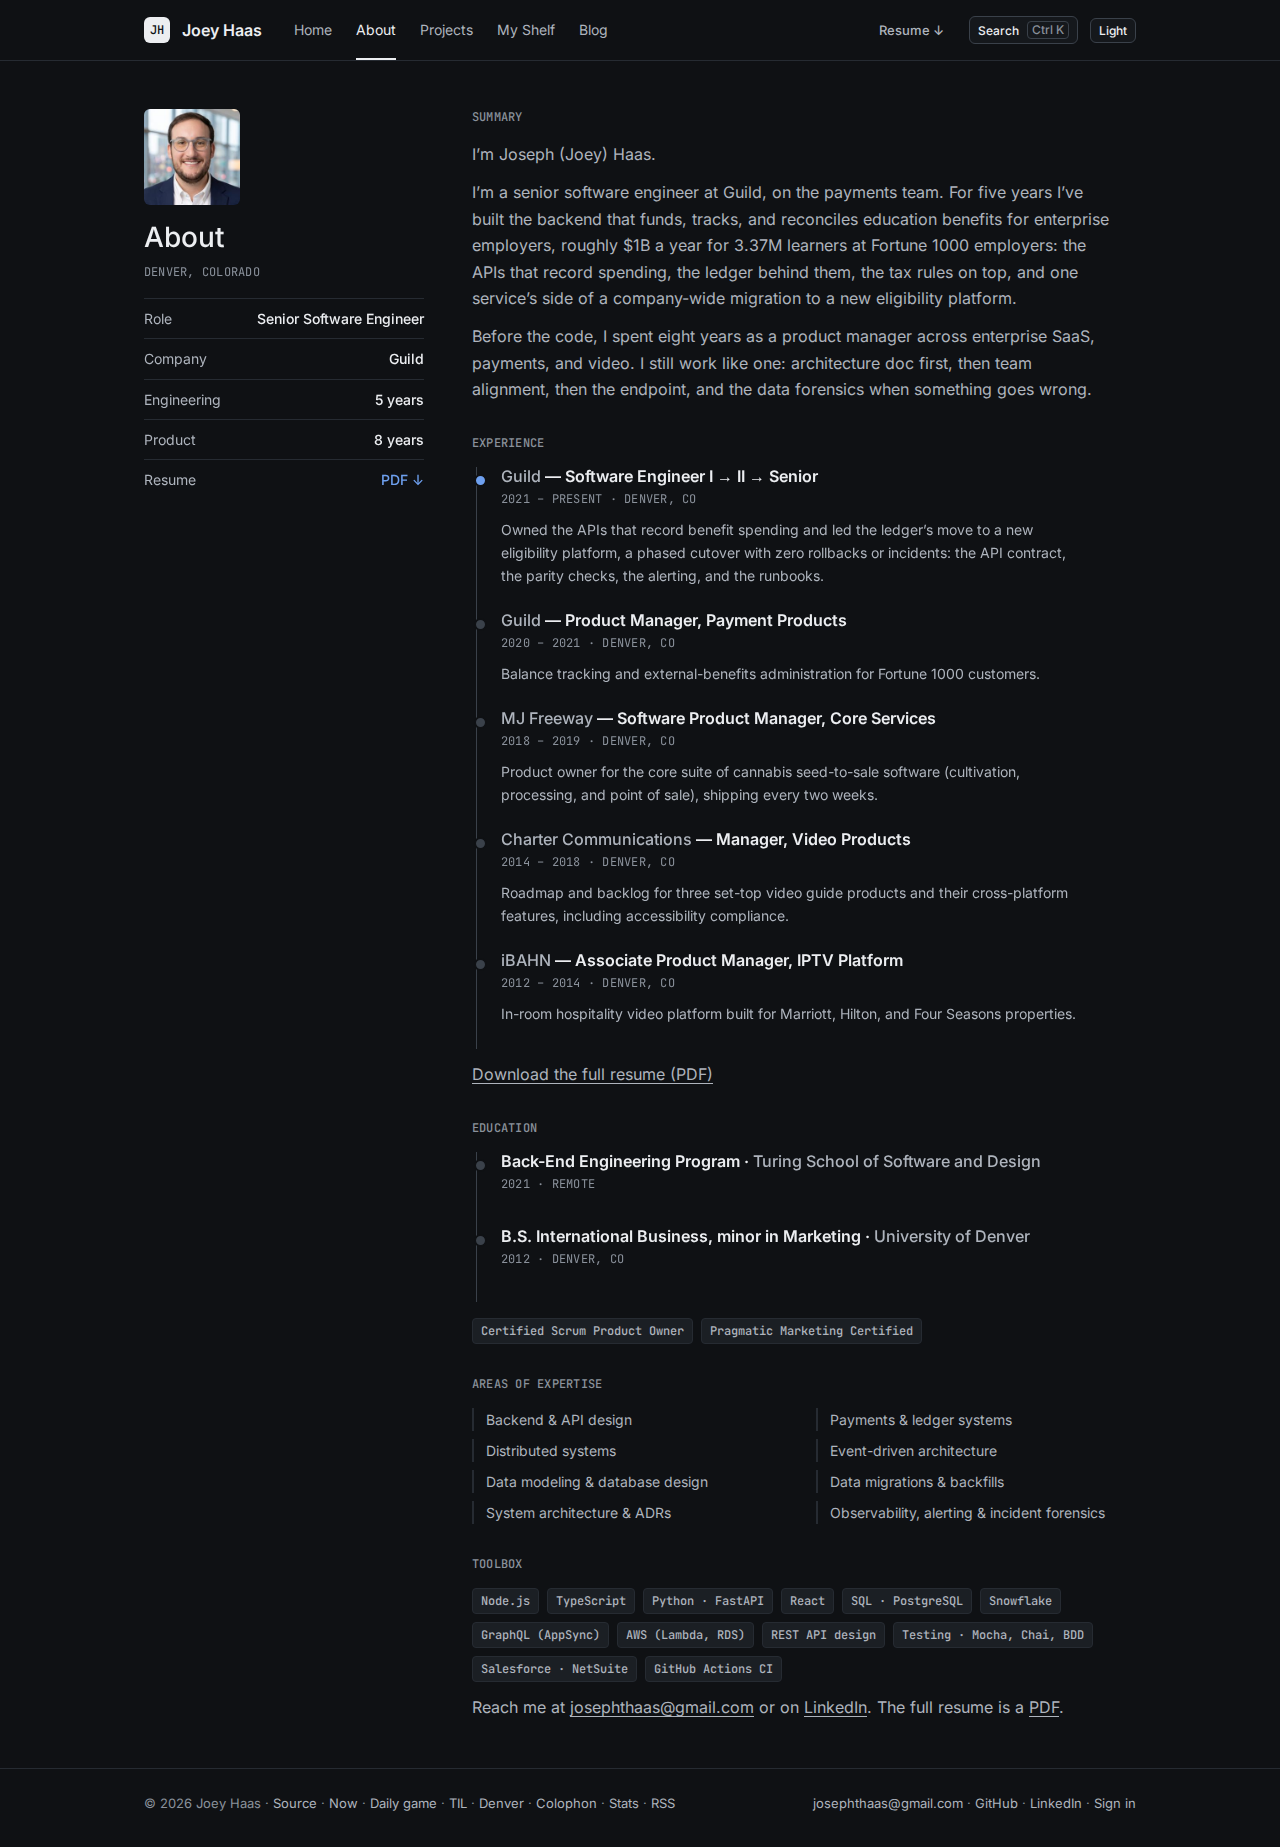 JH Joey Haas Home About Projects My Shelf Blog Resume ↓ Search Ctrl K Light
About
DENVER, COLORADO
Role Senior Software Engineer
Company Guild
Engineering 5 years
Product 8 years
Resume PDF ↓
SUMMARY
I’m Joseph (Joey) Haas.
I’m a senior software engineer at Guild, on the payments team. For five years I’ve
built the backend that funds, tracks, and reconciles education benefits for enterprise
employers, roughly $1B a year for 3.37M learners at Fortune 1000 employers: the
APIs that record spending, the ledger behind them, the tax rules on top, and one
service’s side of a company-wide migration to a new eligibility platform.
Before the code, I spent eight years as a product manager across enterprise SaaS,
payments, and video. I still work like one: architecture doc first, then team
alignment, then the endpoint, and the data forensics when something goes wrong.
EXPERIENCE
Guild — Software Engineer I → II → Senior
2021 – PRESENT · DENVER, CO
Owned the APIs that record benefit spending and led the ledger’s move to a new
eligibility platform, a phased cutover with zero rollbacks or incidents: the API contract,
the parity checks, the alerting, and the runbooks.
Guild — Product Manager, Payment Products
2020 – 2021 · DENVER, CO
Balance tracking and external-benefits administration for Fortune 1000 customers.
MJ Freeway — Software Product Manager, Core Services
2018 – 2019 · DENVER, CO
Product owner for the core suite of cannabis seed-to-sale software (cultivation,
processing, and point of sale), shipping every two weeks.
Charter Communications — Manager, Video Products
2014 – 2018 · DENVER, CO
Roadmap and backlog for three set-top video guide products and their cross-platform
features, including accessibility compliance.
iBAHN — Associate Product Manager, IPTV Platform
2012 – 2014 · DENVER, CO
In-room hospitality video platform built for Marriott, Hilton, and Four Seasons properties.
Download the full resume (PDF)
EDUCATION
Back-End Engineering Program · Turing School of Software and Design
2021 · REMOTE
B.S. International Business, minor in Marketing · University of Denver
2012 · DENVER, CO
Certified Scrum Product Owner Pragmatic Marketing Certified
AREAS OF EXPERTISE
Backend & API design Payments & ledger systems
Distributed systems Event-driven architecture
Data modeling & database design Data migrations & backfills
System architecture & ADRs Observability, alerting & incident forensics
TOOLBOX
Node.js TypeScript Python · FastAPI React SQL · PostgreSQL Snowflake
GraphQL (AppSync) AWS (Lambda, RDS) REST API design Testing · Mocha, Chai, BDD
Salesforce · NetSuite GitHub Actions CI
Reach me at josephthaas@gmail.com or on LinkedIn. The full resume is a PDF.
© 2026 Joey Haas · Source · Now · Daily game · TIL · Denver · Colophon · Stats · RSS josephthaas@gmail.com · GitHub · LinkedIn · Sign in